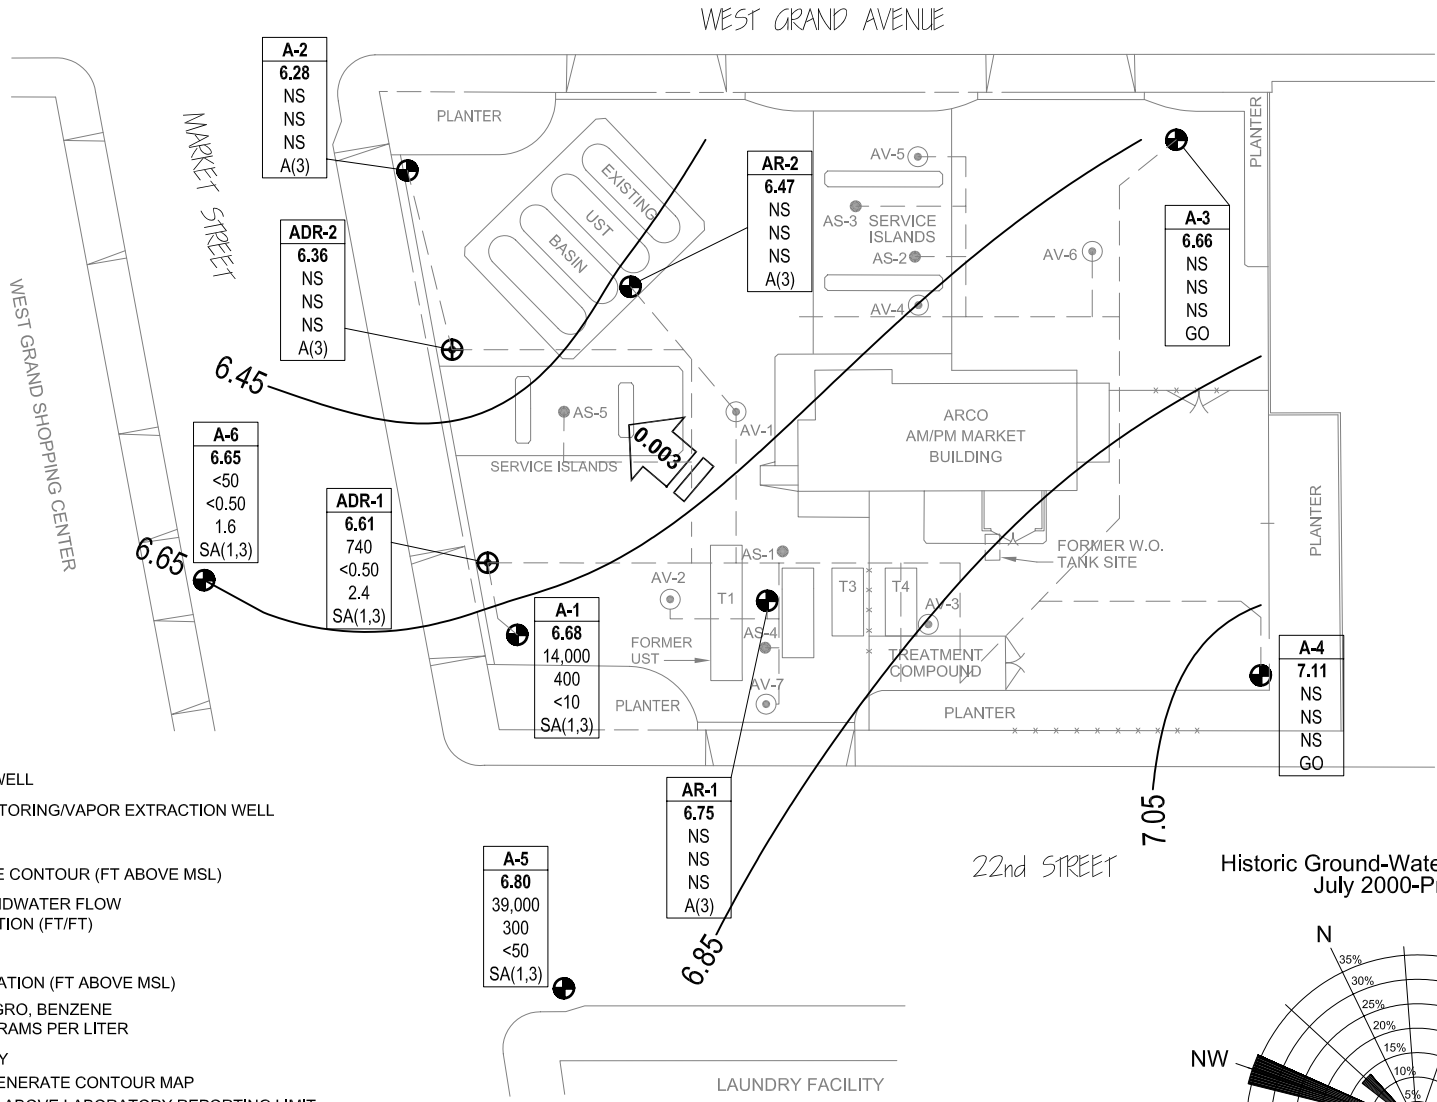 WEST GRAND AVENUE
MARKET STREET
WEST GRAND SHOPPING CENTER
A-2
6.28
NS
NS
NS
A(3)
PLANTER
ADR-2
6.36
NS
NS
NS
A(3)
EXISTING
UST
BASIN
AR-2
6.47
NS
NS
NS
A(3)
AV-5
AS-3
SERVICE
ISLANDS
AS-2
AV-4
AV-6
PLANTER
A-3
6.66
NS
NS
NS
GO
6.45
A-6
6.65
<50
<0.50
1.6
SA(1,3)
6.65
AS-5
SERVICE ISLANDS
0.003
AV-1
ARCO
AM/PM MARKET
BUILDING
ADR-1
6.61
740
<0.50
2.4
SA(1,3)
PLANTER
FORMER W.O.
TANK SITE
AS-1
AV-2
T1
T3
T4
AV-3
AS-4
A-1
6.68
14,000
400
<10
SA(1,3)
FORMER
UST
AV-7
TREATMENT
COMPOUND
PLANTER
PLANTER
A-4
7.11
NS
NS
NS
GO
AR-1
6.75
NS
NS
NS
A(3)
7.05
6.85
A-5
6.80
39,000
300
<50
SA(1,3)
22nd STREET
LAUNDRY FACILITY
WELL
TORING/VAPOR EXTRACTION WELL
E CONTOUR (FT ABOVE MSL)
NDWATER FLOW
TION (FT/FT)
ATION (FT ABOVE MSL)
GRO, BENZENE
RAMS PER LITER
Y
ENERATE CONTOUR MAP
ABOVE LABORATORY REPORTING LIMIT
Historic Ground-Wate
July 2000-Pr
N
NW
35%
30%
25%
20%
15%
10%
5%